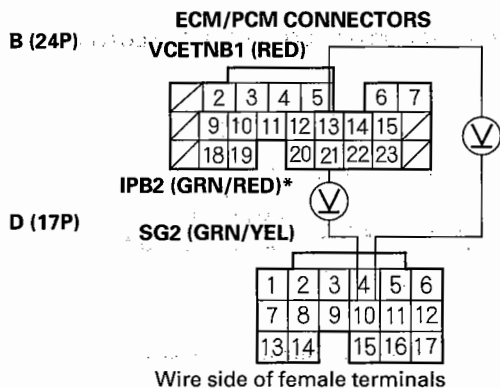 ECM/PCM CONNECTORS
B (24P)
VCETNB1 (RED)
2 3 4 5 6 7
9 10 11 12 13 14 15
18 19 20 21 22 23
IPB2 (GRN/RED)*
D (17P)
SG2 (GRN/YEL)
1 2 3 4 5 6
7 8 9 10 11 12
13 14 15 16 17
Wire side of female terminals
V
V